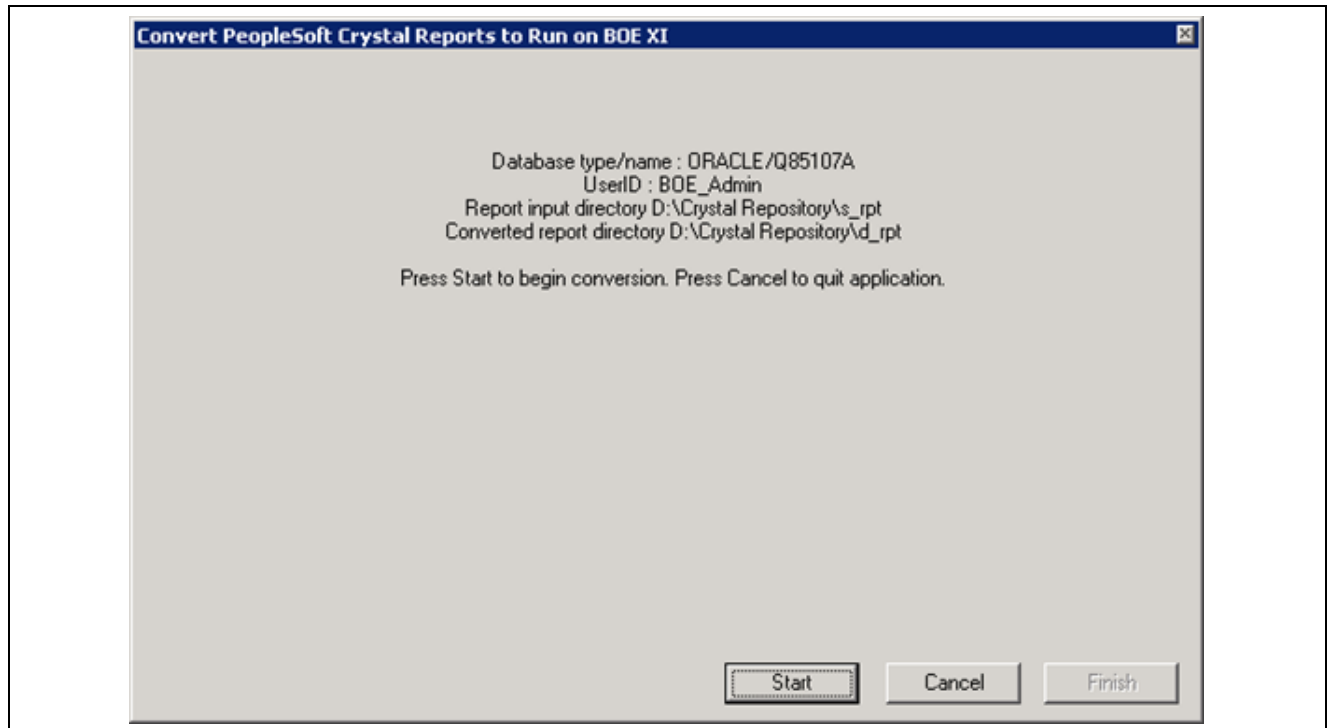 Convert PeopleSoft Crystal Reports to Run on BOE XI
Database type/name : ORACLE/Q85107A
UserID : BOE_Admin
Report input directory D:\Crystal Repository\s_rpt
Converted report directory D:\Crystal Repository\d_rpt
Press Start to begin conversion. Press Cancel to quit application.
Start Cancel Finish